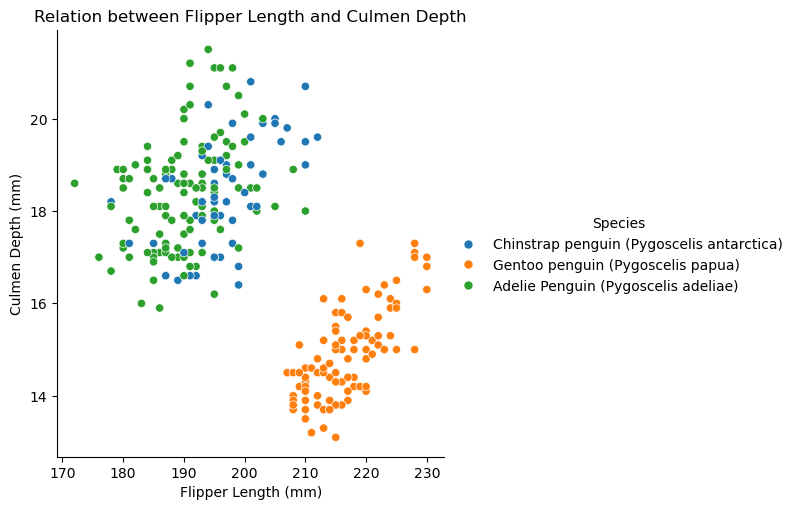 Relation between Flipper Length and Culmen Depth
Culmen Depth (mm)
20
18
16
14
170 180 190 200 210 220 230
Flipper Length (mm)
Species
Chinstrap penguin (Pygoscelis antarctica)
Gentoo penguin (Pygoscelis papua)
Adelie Penguin (Pygoscelis adeliae)